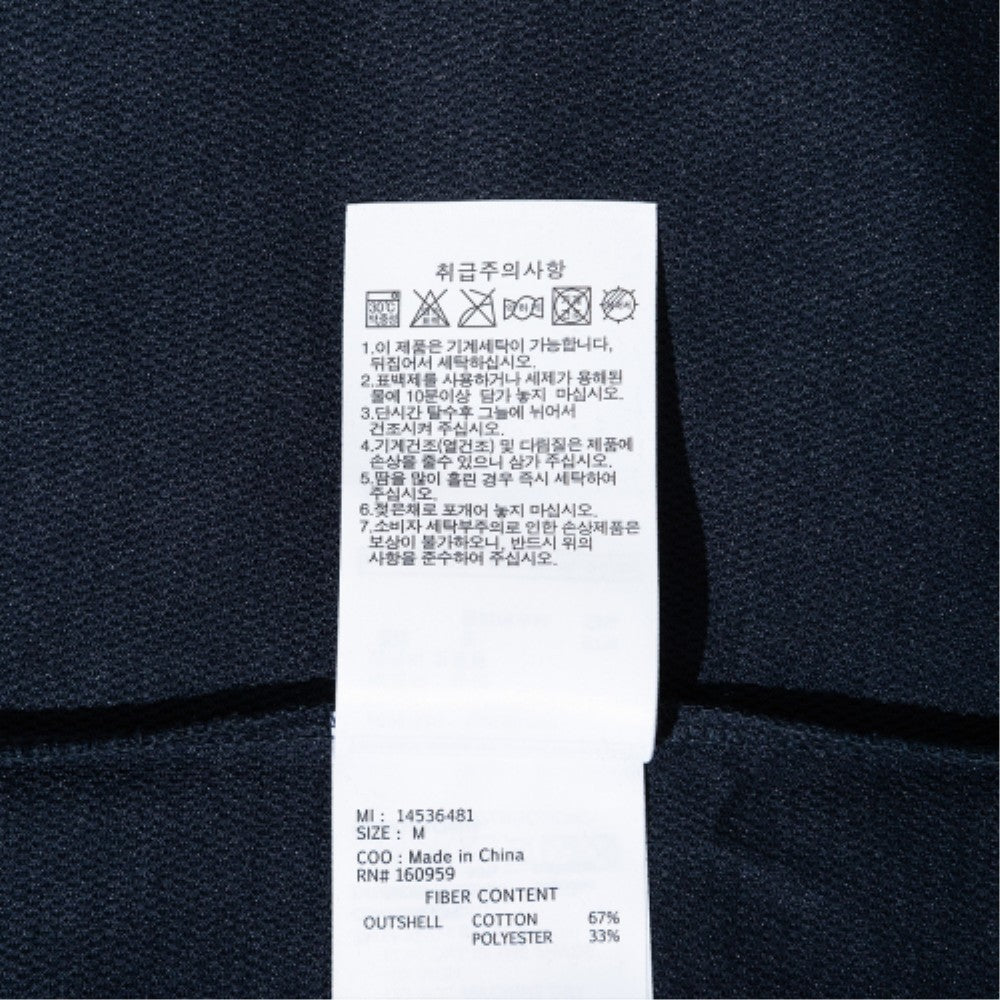 취급주의사항
30℃
중성
표백
1.이 제품은 기계세탁이 가능합니다,
뒤집어서 세탁하십시오.
2.표백제를 사용하거나 세제가 용해된
물에 10분이상 담가 놓지 마십시오.
3.단시간 탈수후 그늘에 뉘어서
건조시켜 주십시오.
4.기계건조(열건조) 및 다림질은 제품에
손상물 줄수 있으니 삼가 주십시오.
5.땀을 많이 흘린 경우 즉시 세탁하여
주십시오.
6.젖은채로 포개어 놓지 마십시오.
7.소비자 세탁부주의로 인한 손상제품은
보상이 불가하오니, 반드시 위의
사항을 준수하여 주십시오.
MI : 14536481
SIZE : M
COO : Made in China
RN# 160959
FIBER CONTENT
OUTSHELL COTTON 67%
POLYESTER 33%